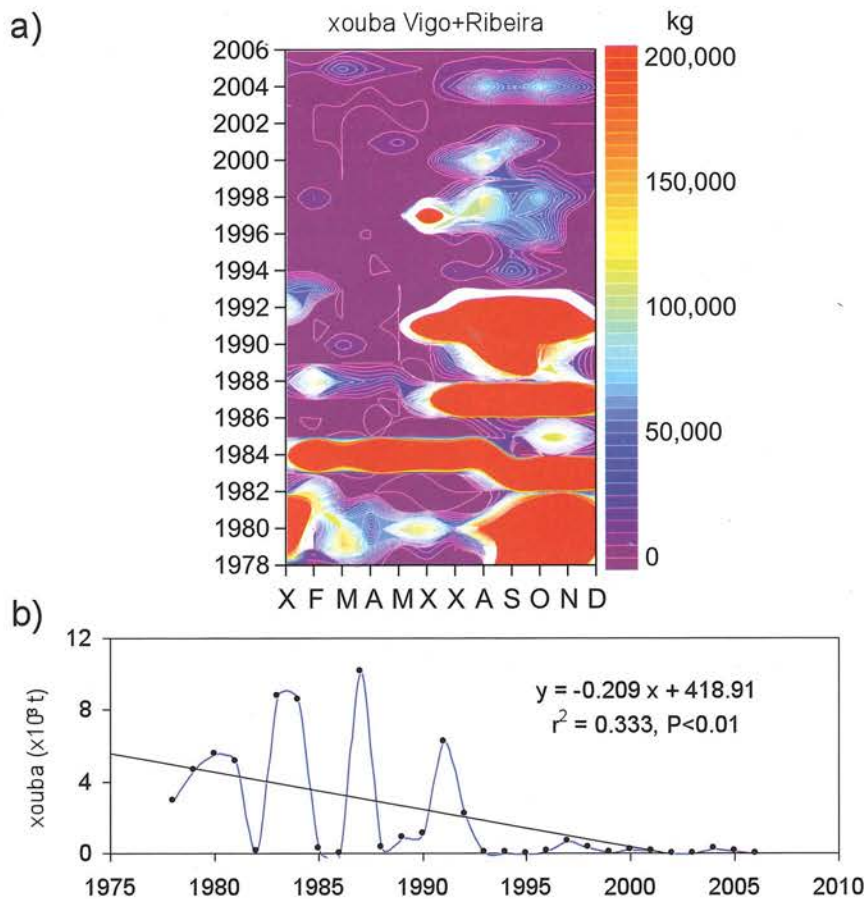 a)
xouba Vigo+Ribeira
kg
2006
2004
2002
2000
1998
1996
1994
1992
1990
1988
1986
1984
1982
1980
1978
200,000
150,000
100,000
50,000
0
X F M A M X X A S O N D
b)
xouba (x10³ t)
12
8
4
0
y = -0.209 x + 418.91
r² = 0.333, P<0.01
1975 1980 1985 1990 1995 2000 2005 2010